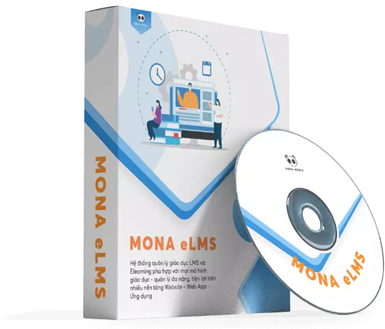 MONA MEDIA
MONA eLMS
Hệ thống quản lý giáo dục LMS và
Elearning phù hợp với mọi mô hình
giáo dục - quản lý đa năng, tiện lợi trên
nhiều nền tảng Website - Web App -
Ứng dụng
MONA eLMS
MONA MEDIA
MONA eLMS